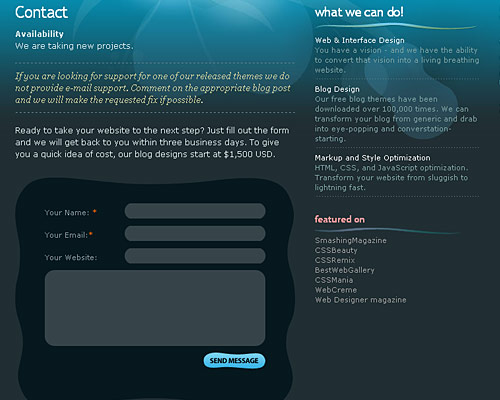 Contact
Availability
We are taking new projects.
If you are looking for support for one of our released themes we do
not provide e-mail support. Comment on the appropriate blog post
and we will make the requested fix if possible.
Ready to take your website to the next step? Just fill out the form
and we will get back to you within three business days. To give
you a quick idea of cost, our blog designs start at $1,500 USD.
Your Name: *
Your Email:*
Your Website:
SEND MESSAGE
what we can do!
Web & Interface Design
You have a vision - and we have the ability
to convert that vision into a living breathing
website.
Blog Design
Our free blog themes have been
downloaded over 100,000 times. We can
transform your blog from generic and drab
into eye-popping and converstation-
starting.
Markup and Style Optimization
HTML, CSS, and JavaScript optimization.
Transform your website from sluggish to
lightning fast.
featured on
SmashingMagazine
CSSBeauty
CSSRemix
BestWebGallery
CSSMania
WebCreme
Web Designer magazine